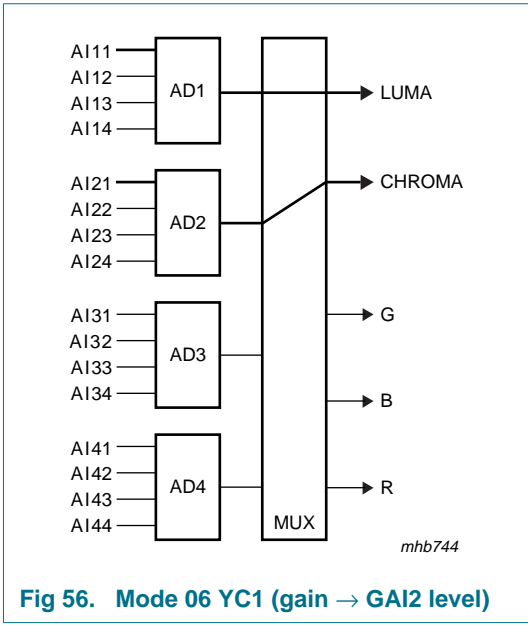 AI11
AI12
AI13
AI14
AD1
LUMA
AI21
AI22
AI23
AI24
AD2
CHROMA
AI31
AI32
AI33
AI34
AD3
G
B
AI41
AI42
AI43
AI44
AD4
R
MUX
mhb744
Fig 56. Mode 06 YC1 (gain → GAI2 level)